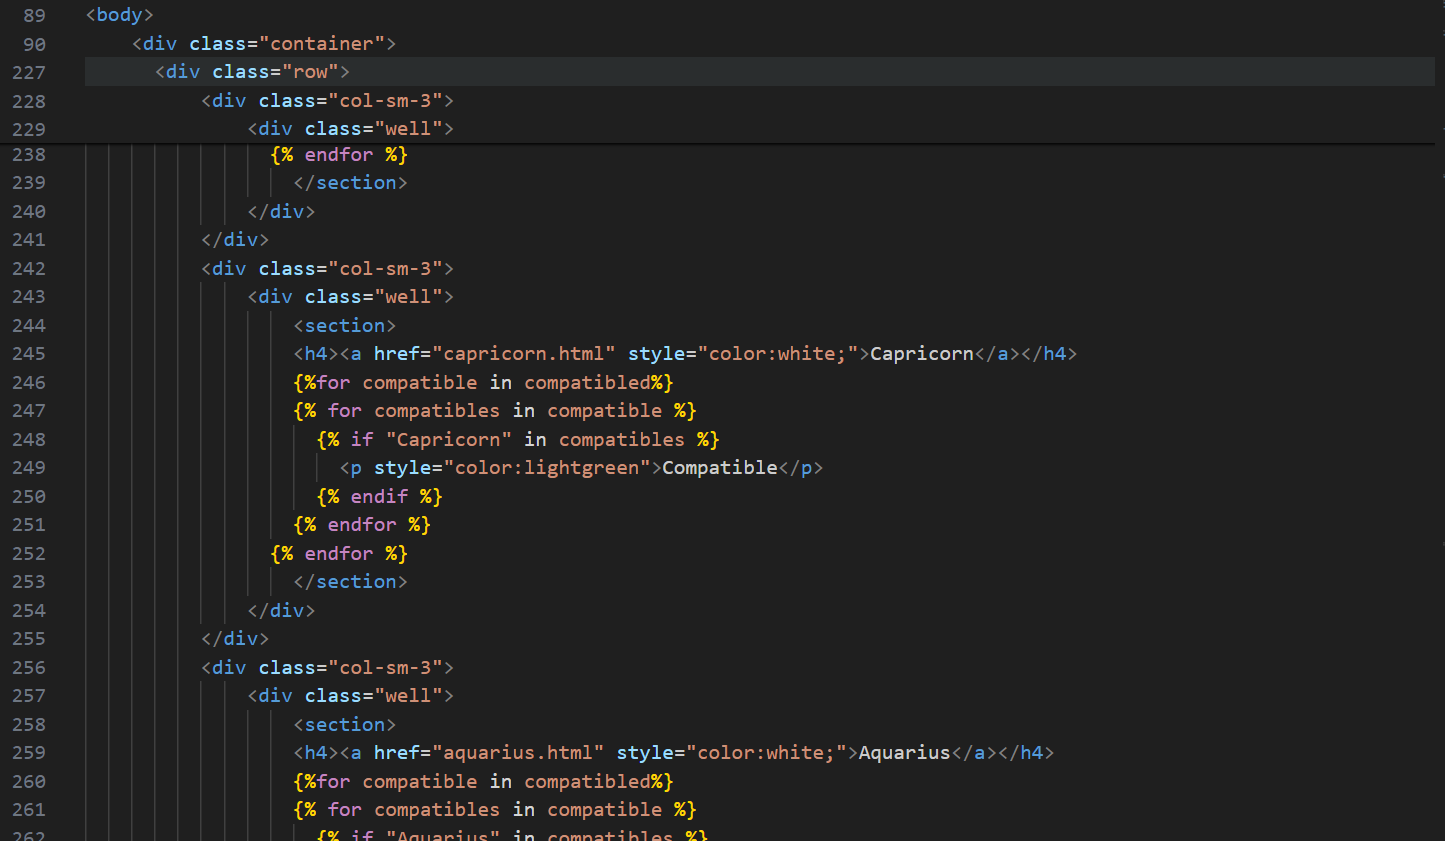 89 <body>
90 <div class="container">
227 <div class="row">
228 <div class="col-sm-3">
229 <div class="well">
238 {% endfor %}
239 </section>
240 </div>
241 </div>
242 <div class="col-sm-3">
243 <div class="well">
244 <section>
245 <h4><a href="capricorn.html" style="color:white;">Capricorn</a></h4>
246 {%for compatible in compatibled%}
247 {% for compatibles in compatible %}
248 {% if "Capricorn" in compatibles %}
249 <p style="color:lightgreen">Compatible</p>
250 {% endif %}
251 {% endfor %}
252 {% endfor %}
253 </section>
254 </div>
255 </div>
256 <div class="col-sm-3">
257 <div class="well">
258 <section>
259 <h4><a href="aquarius.html" style="color:white;">Aquarius</a></h4>
260 {%for compatible in compatibled%}
261 {% for compatibles in compatible %}
262 {% if "Aquarius" in compatibles %}